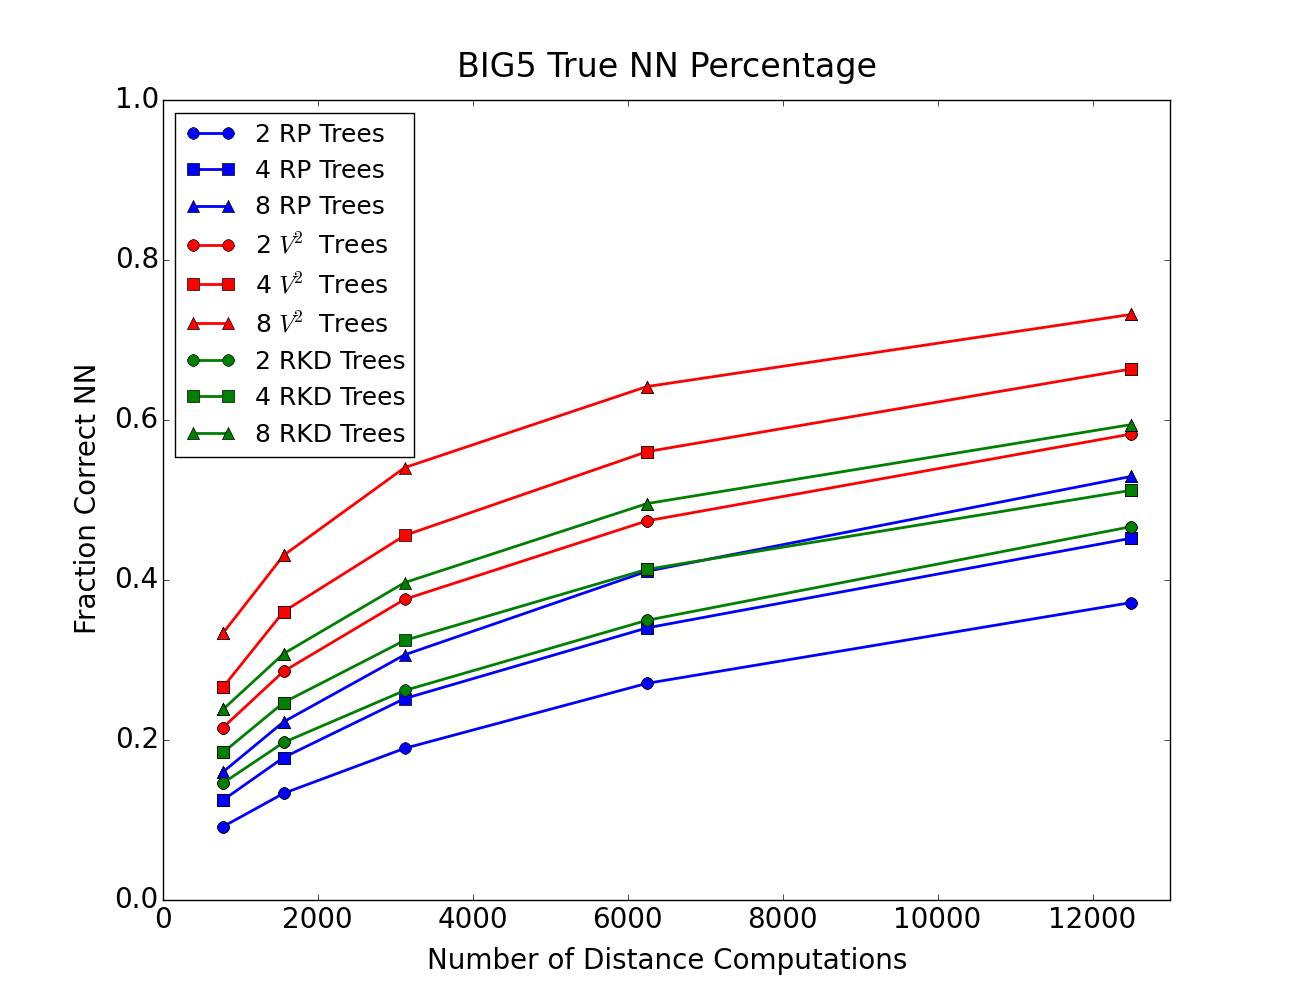 BIG5 True NN Percentage
1.0
0.8
0.6
0.4
0.2
0.0
Fraction Correct NN
2 RP Trees
4 RP Trees
8 RP Trees
2 V² Trees
4 V² Trees
8 V² Trees
2 RKD Trees
4 RKD Trees
8 RKD Trees
0 2000 4000 6000 8000 10000 12000
Number of Distance Computations